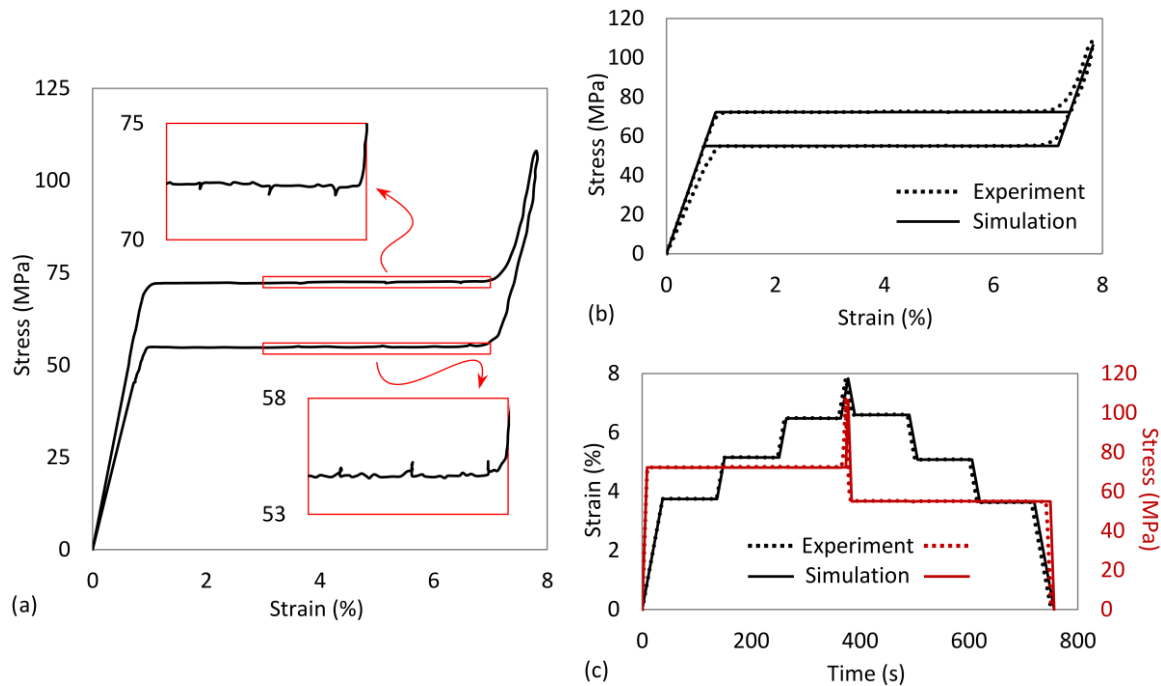 125
100
75
50
25
0
0 2 4 6 8
Stress (MPa)
Strain (%)
75
70
58
53
(a)
120
100
80
60
40
20
0
0 2 4 6 8
Stress (MPa)
Strain (%)
Experiment
Simulation
(b)
8
6
4
2
0
Strain (%)
120
100
80
60
40
20
0
Stress (MPa)
Experiment
Simulation
0 200 400 600 800
Time (s)
(c)